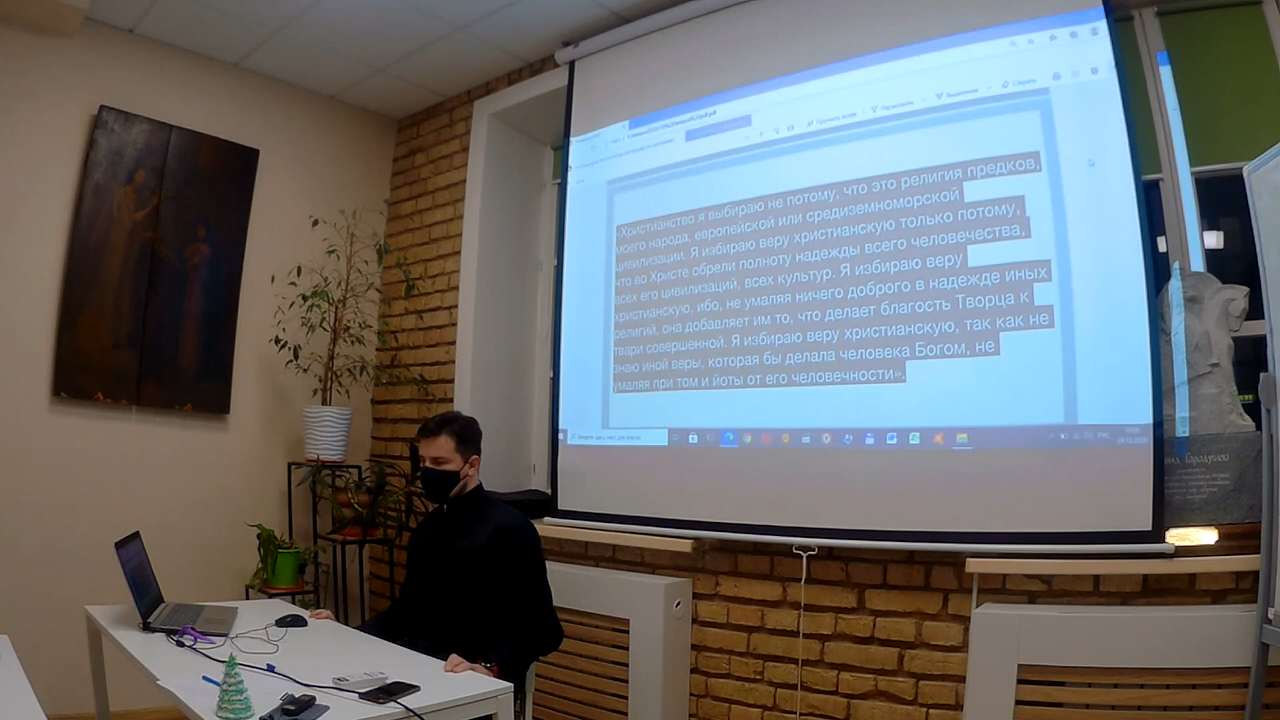 Сохранить
«Христианство я выбираю не потому, что это религия предков,
моего народа, европейской или средиземноморской
цивилизации. Я избираю веру христианскую только потому,
что во Христе обрели полноту надежды всего человечества,
всех его цивилизаций, всех культур. Я избираю веру
христианскую, ибо, не умаляя ничего доброго в надежде иных
религий, она добавляет им то, что делает благость Творца к
твари совершенной. Я избираю веру христианскую, так как не
знаю иной веры, которая бы делала человека Богом, не
умаляя при том и йоты от его человечности».